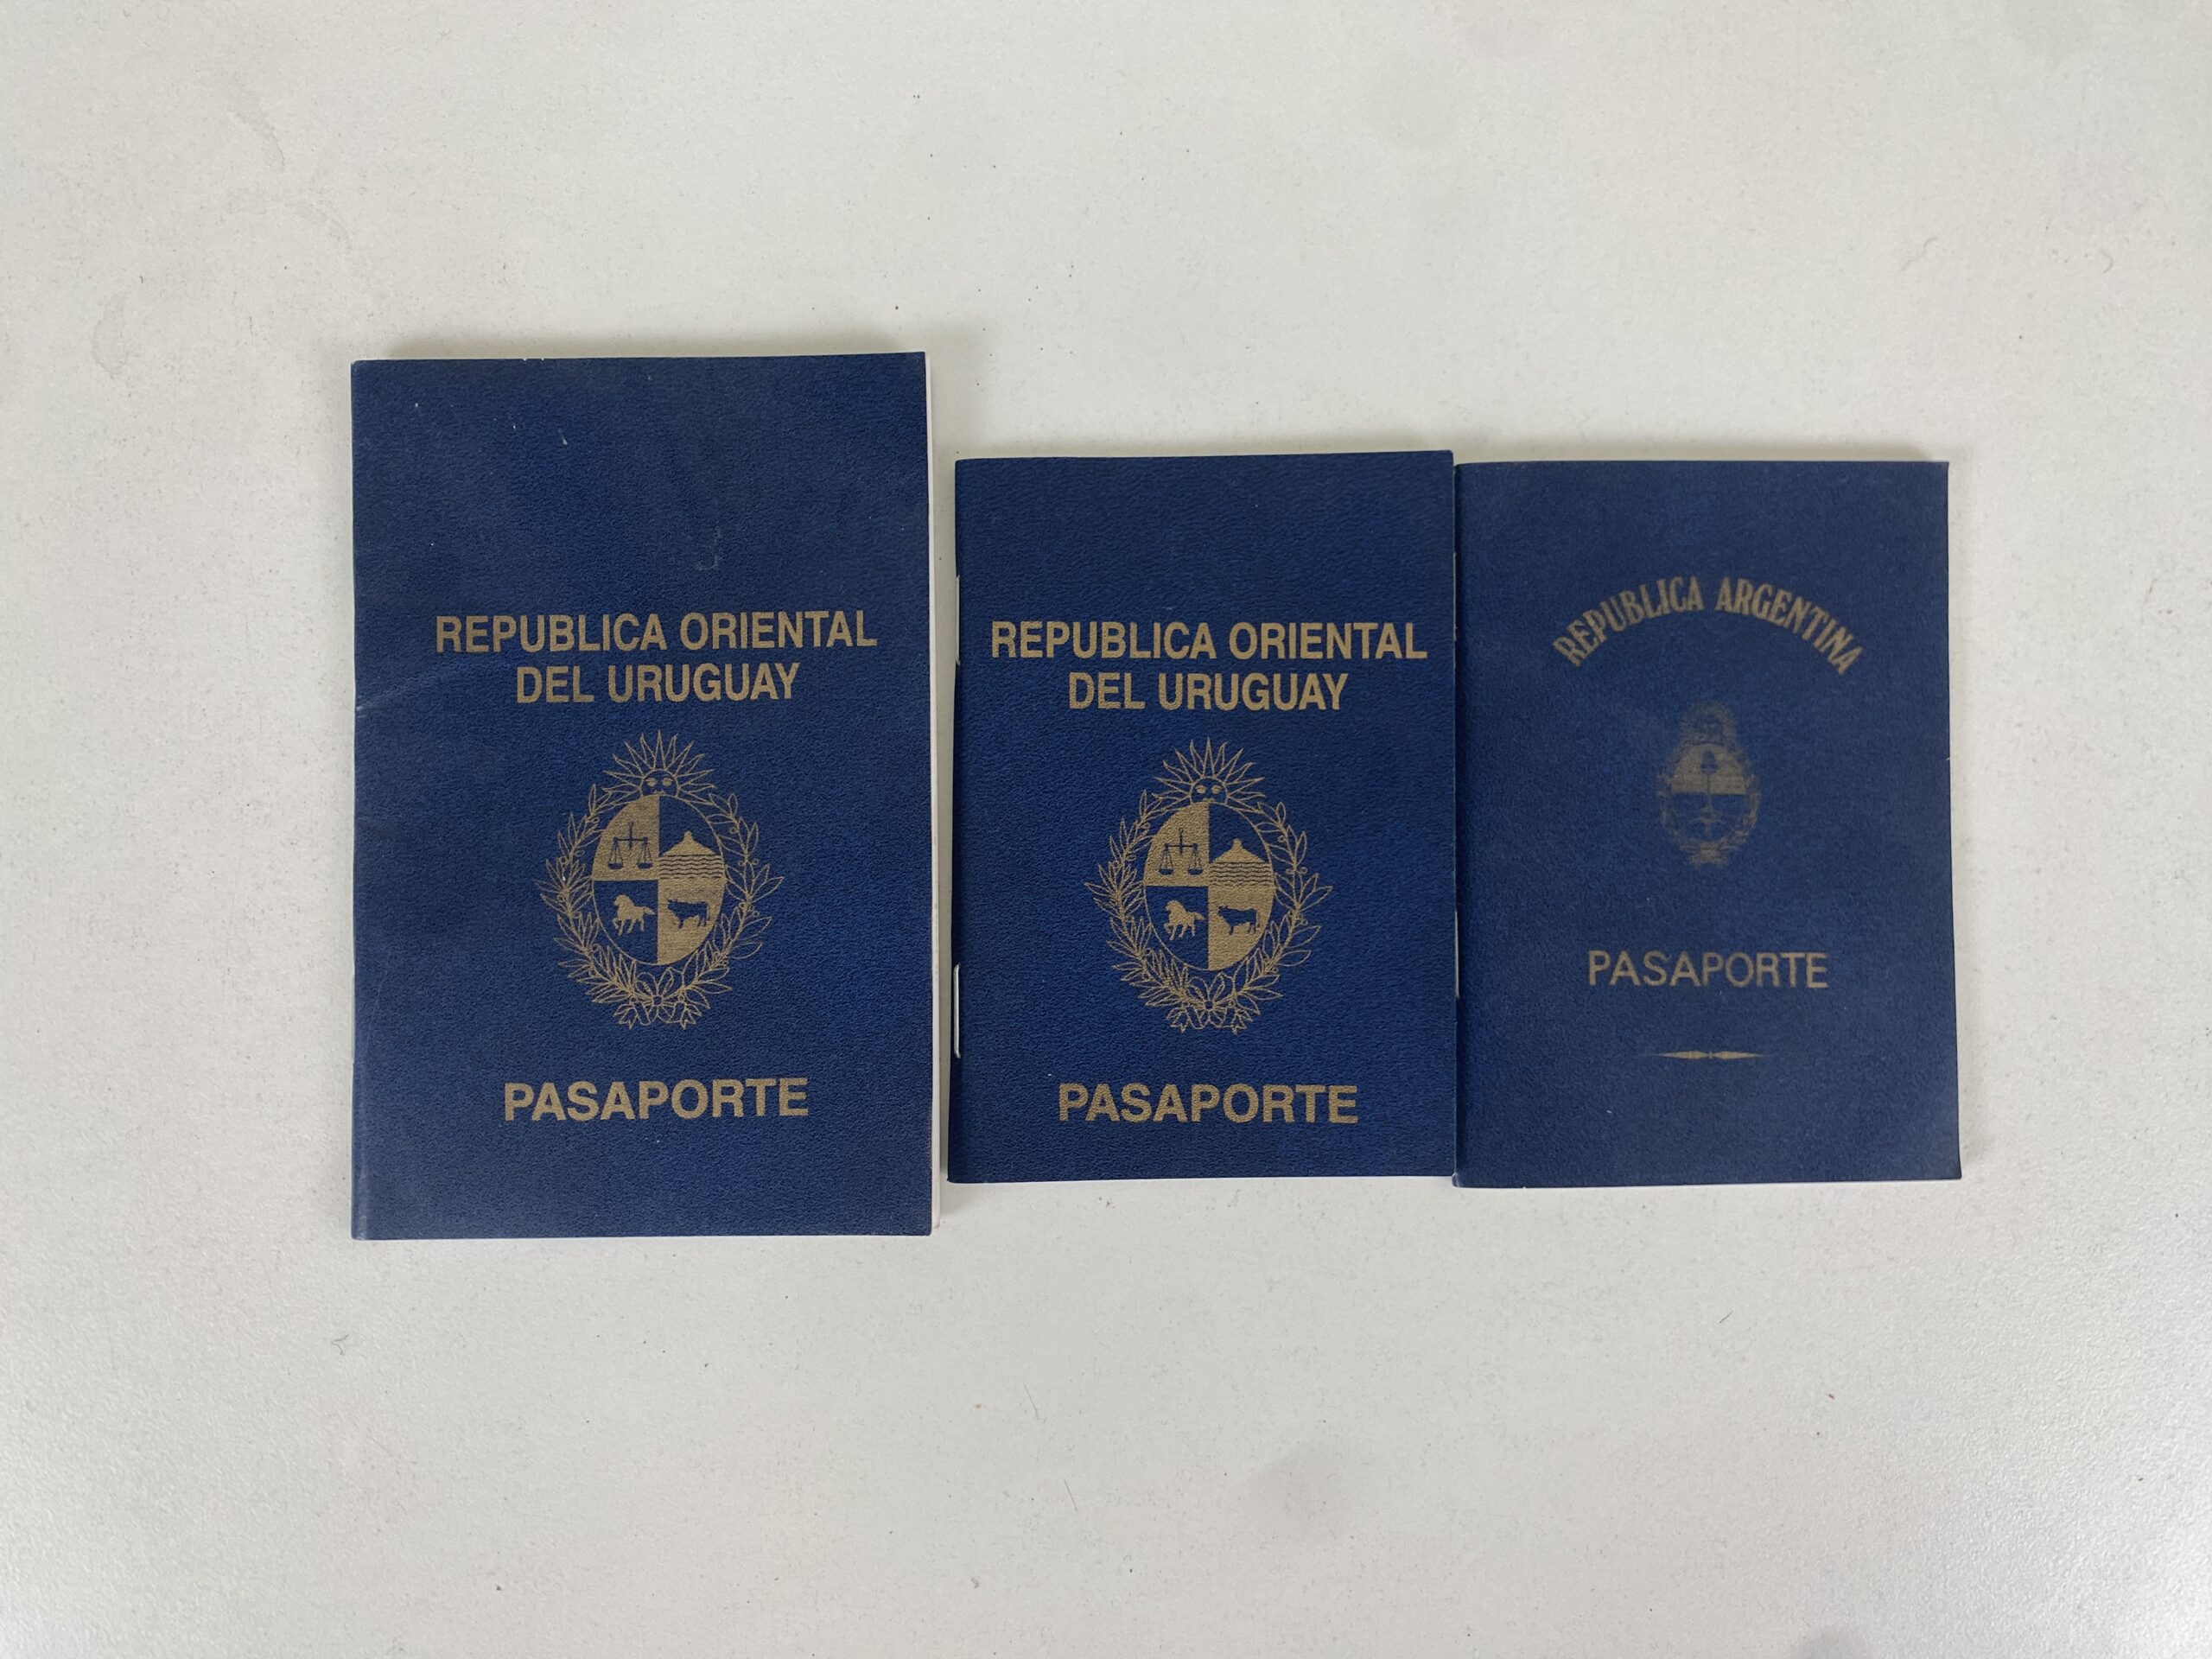 REPUBLICA ORIENTAL
DEL URUGUAY
PASAPORTE
REPUBLICA ORIENTAL
DEL URUGUAY
PASAPORTE
REPUBLICA ARGENTINA
PASAPORTE